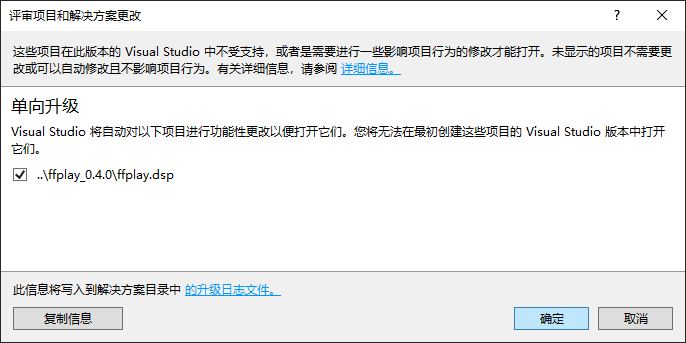 评审项目和解决方案更改
? ×
这些项目在此版本的 Visual Studio 中不受支持，或者是需要进行一些影响项目行为的修改才能打开。未显示的项目不需要更
改或可以自动修改且不影响项目行为。有关详细信息，请参阅 详细信息。
单向升级
Visual Studio 将自动对以下项目进行功能性更改以便打开它们。您将无法在最初创建这些项目的 Visual Studio 版本中打开
它们。
..\ffplay_0.4.0\ffplay.dsp
此信息将写入到解决方案目录中 的升级日志文件。
复制信息
确定
取消